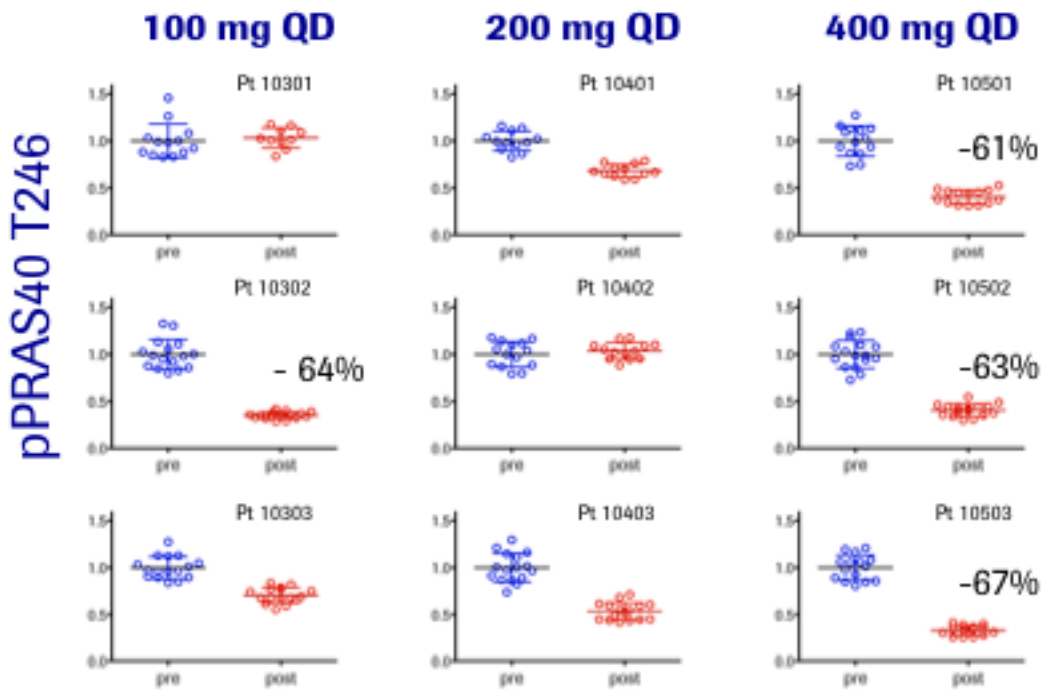 100 mg QD 200 mg QD 400 mg QD
pPRAS40 T246
Pt 10301 Pt 10401 Pt 10501
1.5 1.5 1.5
1.0 1.0 1.0
-61%
0.5 0.5 0.5
0.0 0.0 0.0
pre post pre post pre post
Pt 10302 Pt 10402 Pt 10502
1.5 1.5 1.5
1.0 1.0 1.0
- 64% -63%
0.5 0.5 0.5
0.0 0.0 0.0
pre post pre post pre post
Pt 10303 Pt 10403 Pt 10503
1.5 1.5 1.5
1.0 1.0 1.0
-67%
0.5 0.5 0.5
0.0 0.0 0.0
pre post pre post pre post